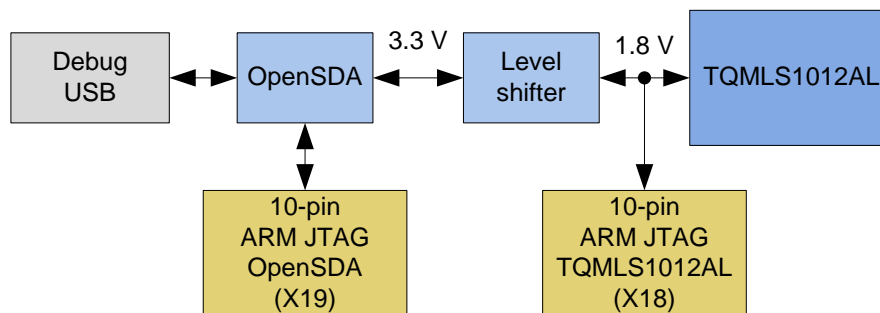 Debug
USB
OpenSDA
3.3 V
Level
shifter
1.8 V
TQMLS1012AL
10-pin
ARM JTAG
OpenSDA
(X19)
10-pin
ARM JTAG
TQMLS1012AL
(X18)